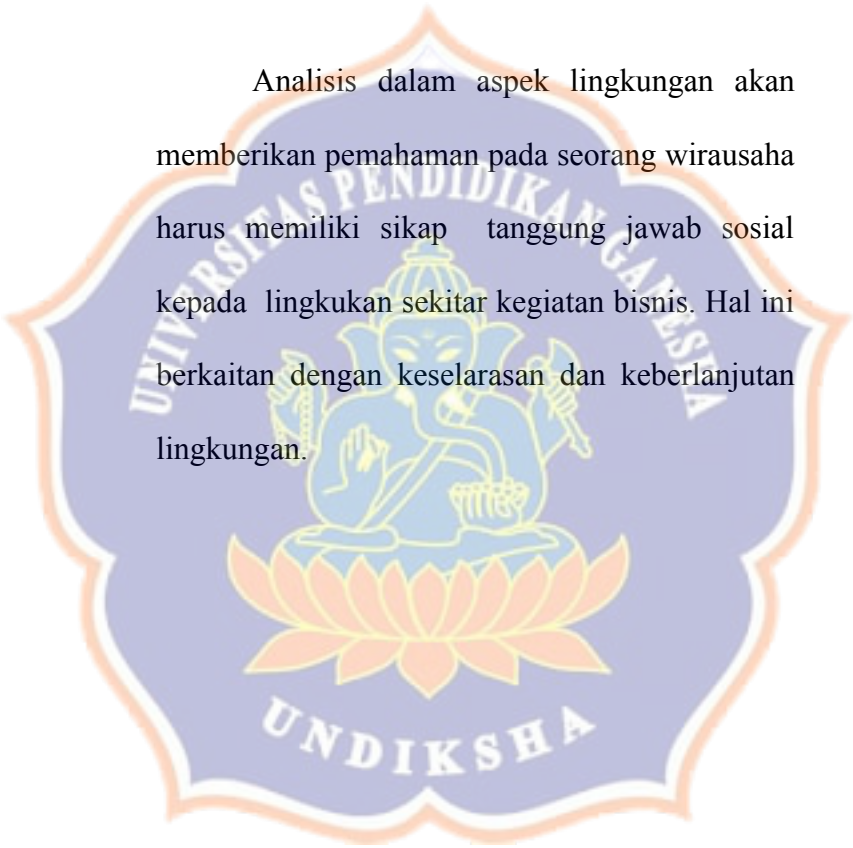 Analisis dalam aspek lingkungan akan
memberikan pemahaman pada seorang wirausaha
harus memiliki sikap tanggung jawab sosial
kepada lingkukan sekitar kegiatan bisnis. Hal ini
berkaitan dengan keselarasan dan keberlanjutan
lingkungan.
UNIVERSITAS PENDIDIKAN GANESHA
UNDIKSHA